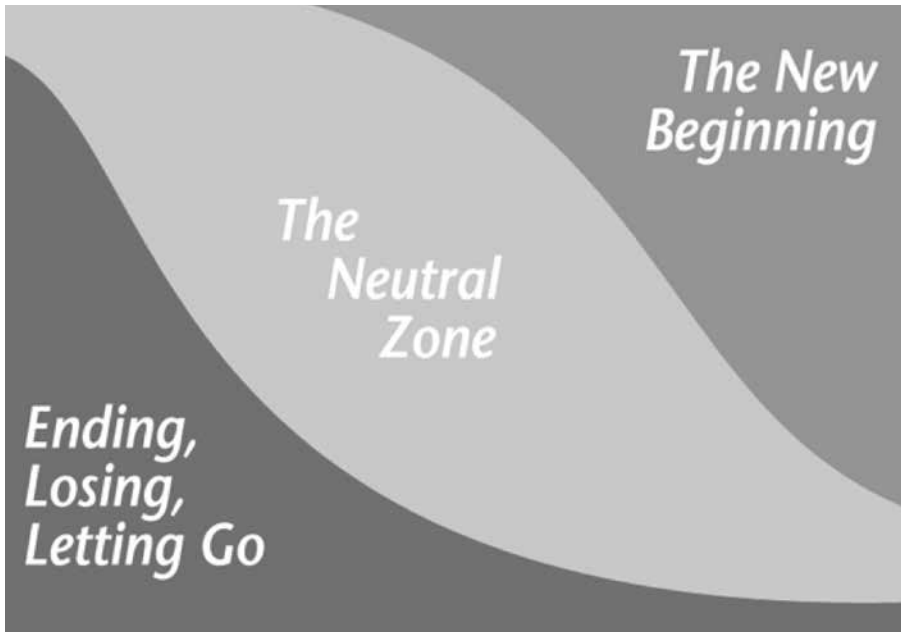 The New
Beginning
The
Neutral
Zone
Ending,
Losing,
Letting Go